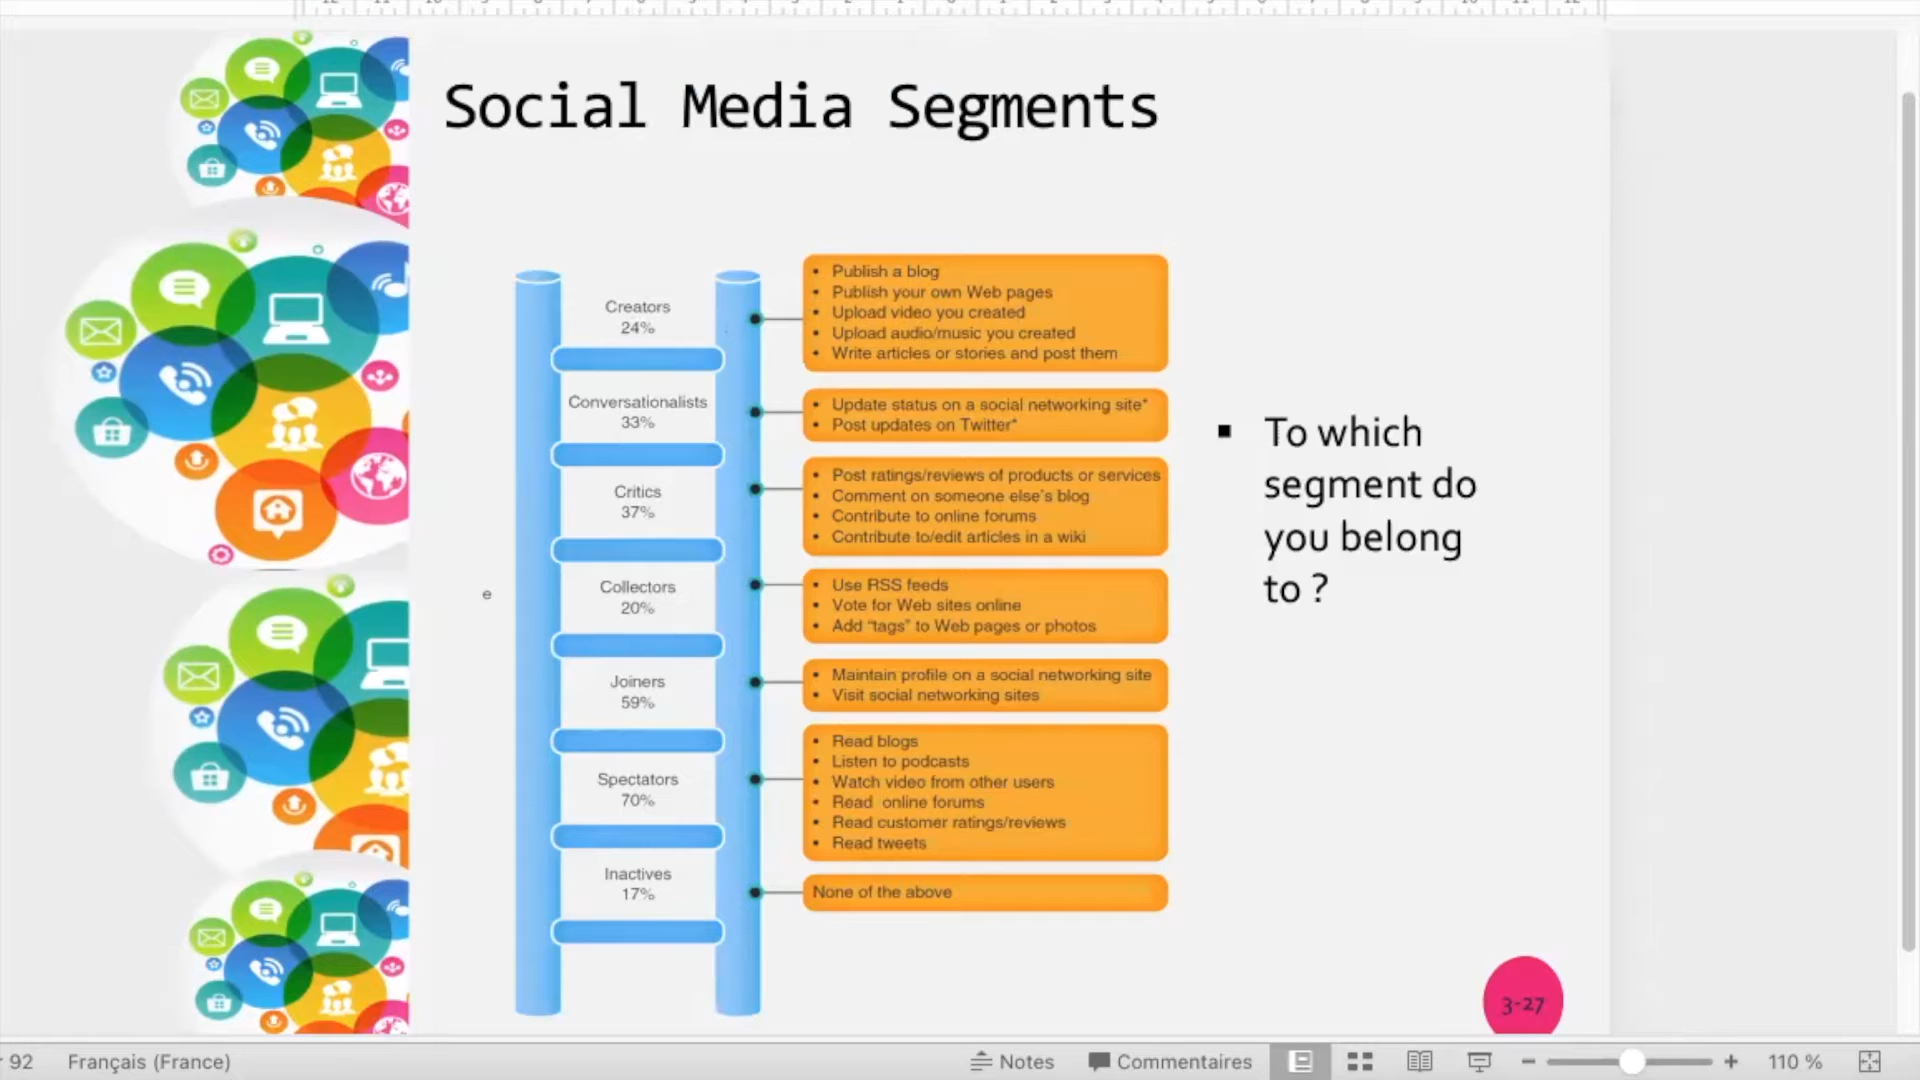 Social Media Segments
Creators
24%
• Publish a blog
• Publish your own Web pages
• Upload video you created
• Upload audio/music you created
• Write articles or stories and post them
Conversationalists
33%
• Update status on a social networking site*
• Post updates on Twitter*
Critics
37%
• Post ratings/reviews of products or services
• Comment on someone else's blog
• Contribute to online forums
• Contribute to/edit articles in a wiki
e
Collectors
20%
• Use RSS feeds
• Vote for Web sites online
• Add “tags” to Web pages or photos
Joiners
59%
• Maintain profile on a social networking site
• Visit social networking sites
Spectators
70%
• Read blogs
• Listen to podcasts
• Watch video from other users
• Read online forums
• Read customer ratings/reviews
• Read tweets
Inactives
17%
None of the above
▪ To which
segment do
you belong
to ?
3-27
92 Français (France) Notes Commentaires 110 %